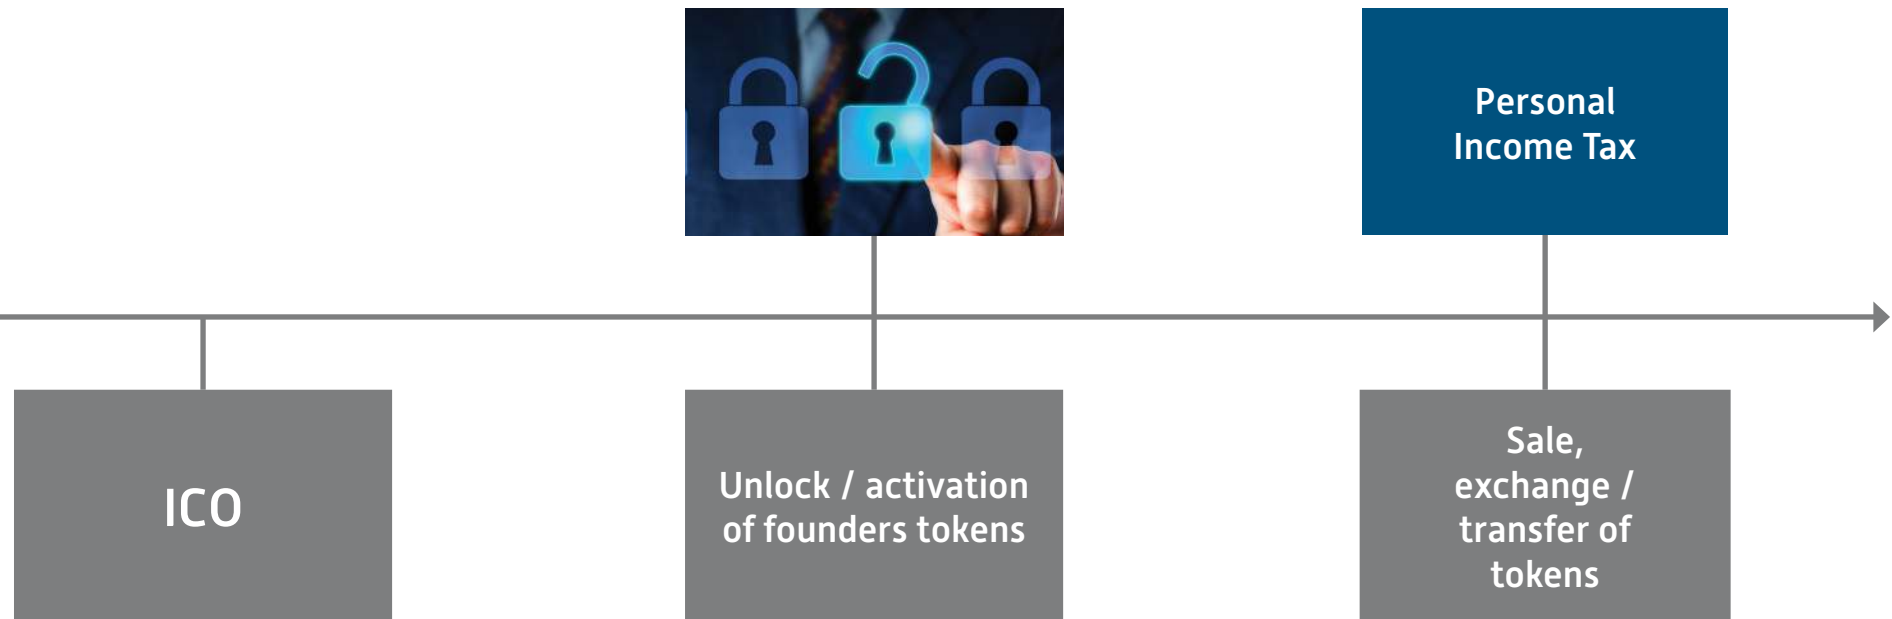 Personal
Income Tax
ICO
Unlock / activation
of founders tokens
Sale,
exchange /
transfer of
tokens